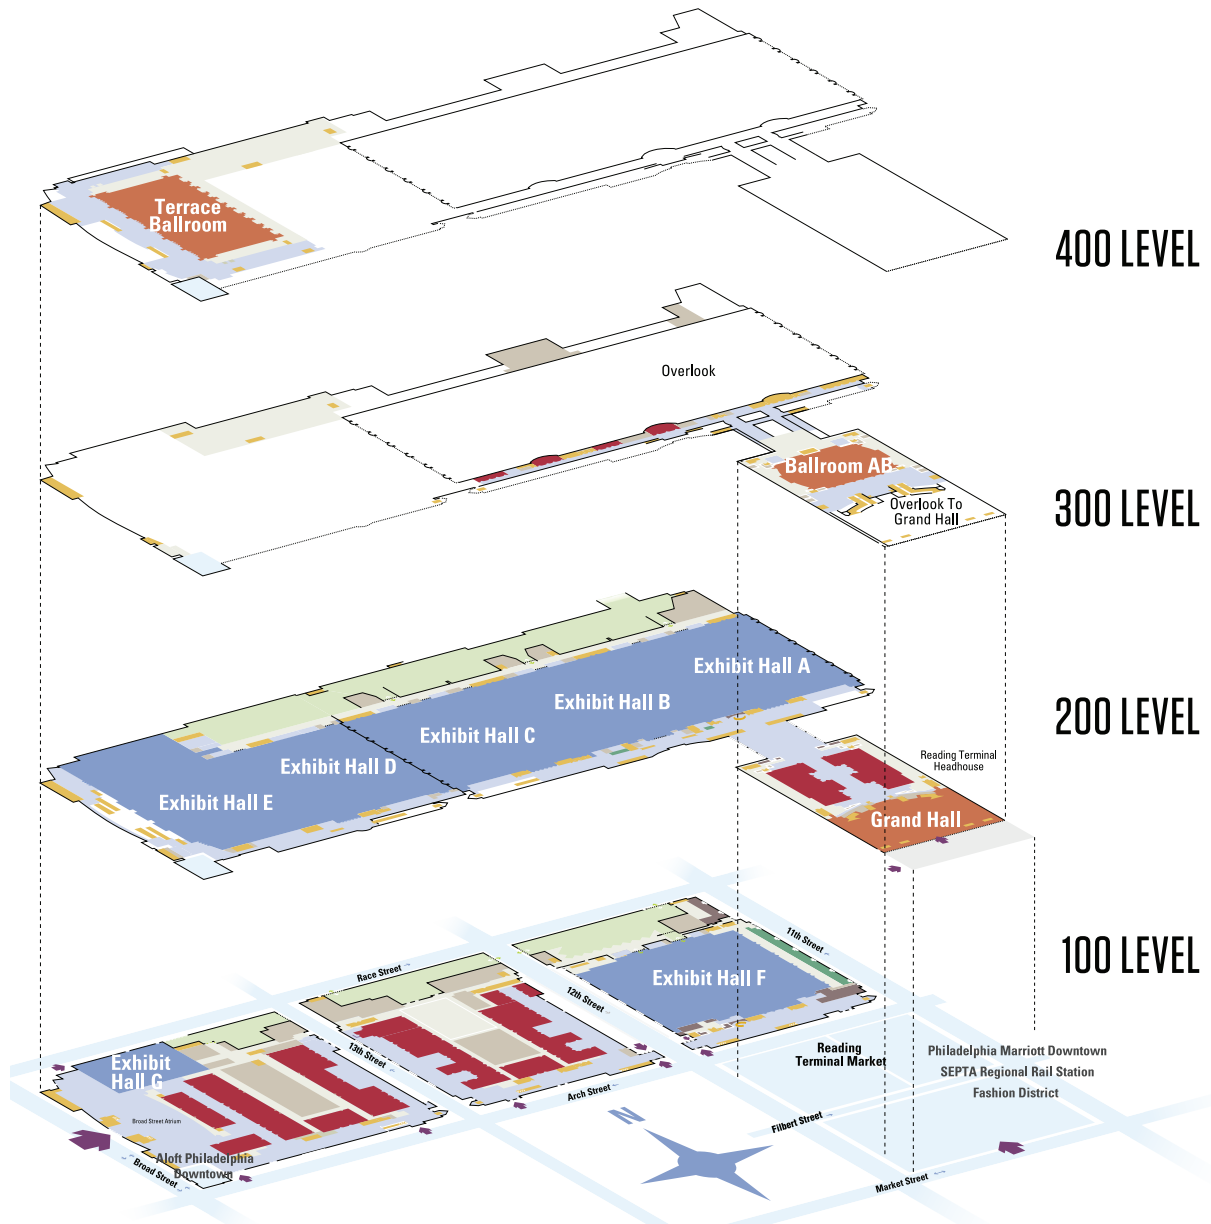 Terrace
Ballroom
400 LEVEL
Overlook
Ballroom AB
Overlook To
Grand Hall
300 LEVEL
Exhibit Hall A
Exhibit Hall B
Exhibit Hall C
Exhibit Hall D
Exhibit Hall E
Reading Terminal
Headhouse
Grand Hall
200 LEVEL
11th Street
100 LEVEL
Race Street
Exhibit Hall F
12th Street
13th Street
Exhibit
Hall G
Reading
Terminal Market
Philadelphia Marriott Downtown
SEPTA Regional Rail Station
Fashion District
Arch Street
N
Broad Street Atrium
Filbert Street
Aloft Philadelphia
Downtown
Broad Street
Market Street